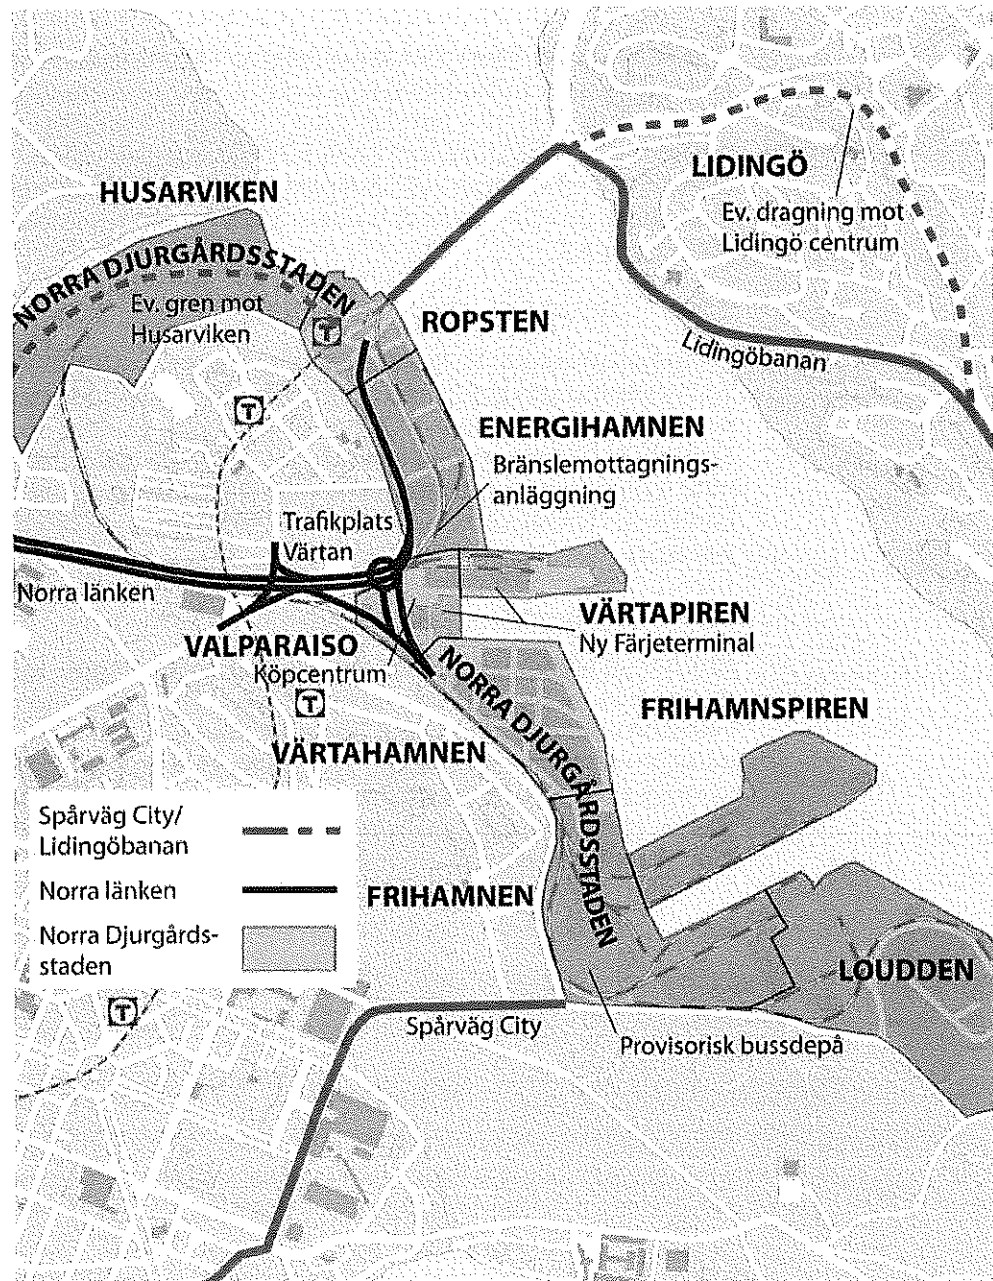 LIDINGÖ
Ev. dragning mot
Lidingö centrum
HUSARVIKEN
NORRA DJURGÅRDSSTADEN
Ev. gren mot
Husarviken
T
ROPSTEN
Lidingöbanan
T
ENERGIHAMNEN
Bränslemottagnings-
anläggning
Trafikplats
Värtan
Norra länken
VÄRTAPIREN
Ny Färjeterminal
VALPARAISO
Köpcentrum
T
NORRA DJURGÅRDSSTADEN
FRIHAMNSPIREN
VÄRTAHAMNEN
Spårväg City/
Lidingöbanan
Norra länken
Norra Djurgårds-
staden
FRIHAMNEN
LOUDDEN
T
Spårväg City
Provisorisk bussdepå